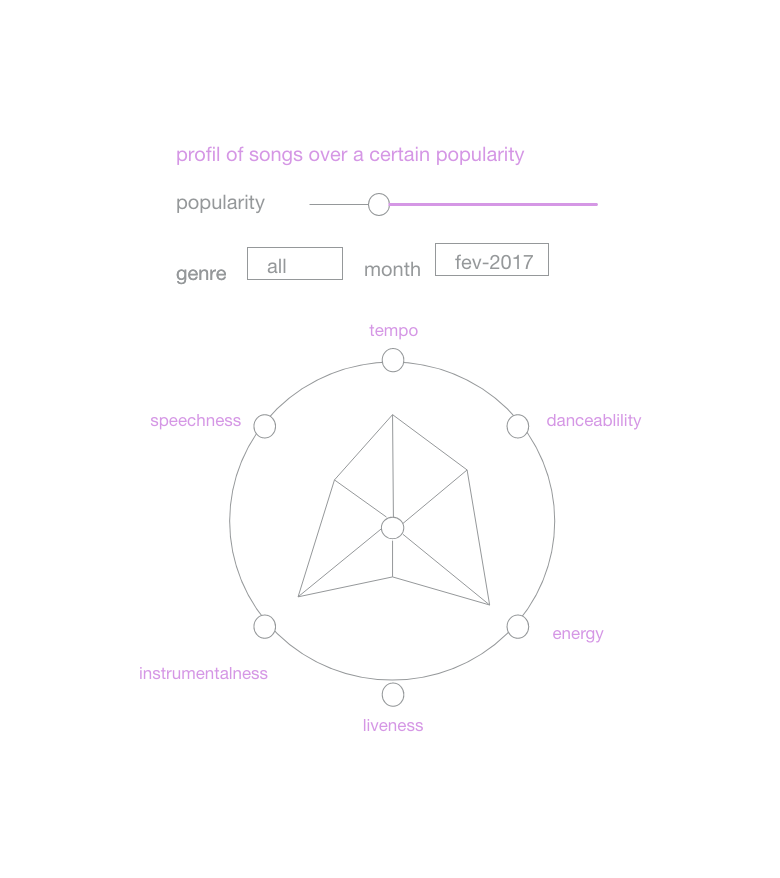 profil of songs over a certain popularity
popularity
genre all month fev-2017
tempo
speechness danceablility
energy
instrumentalness
liveness